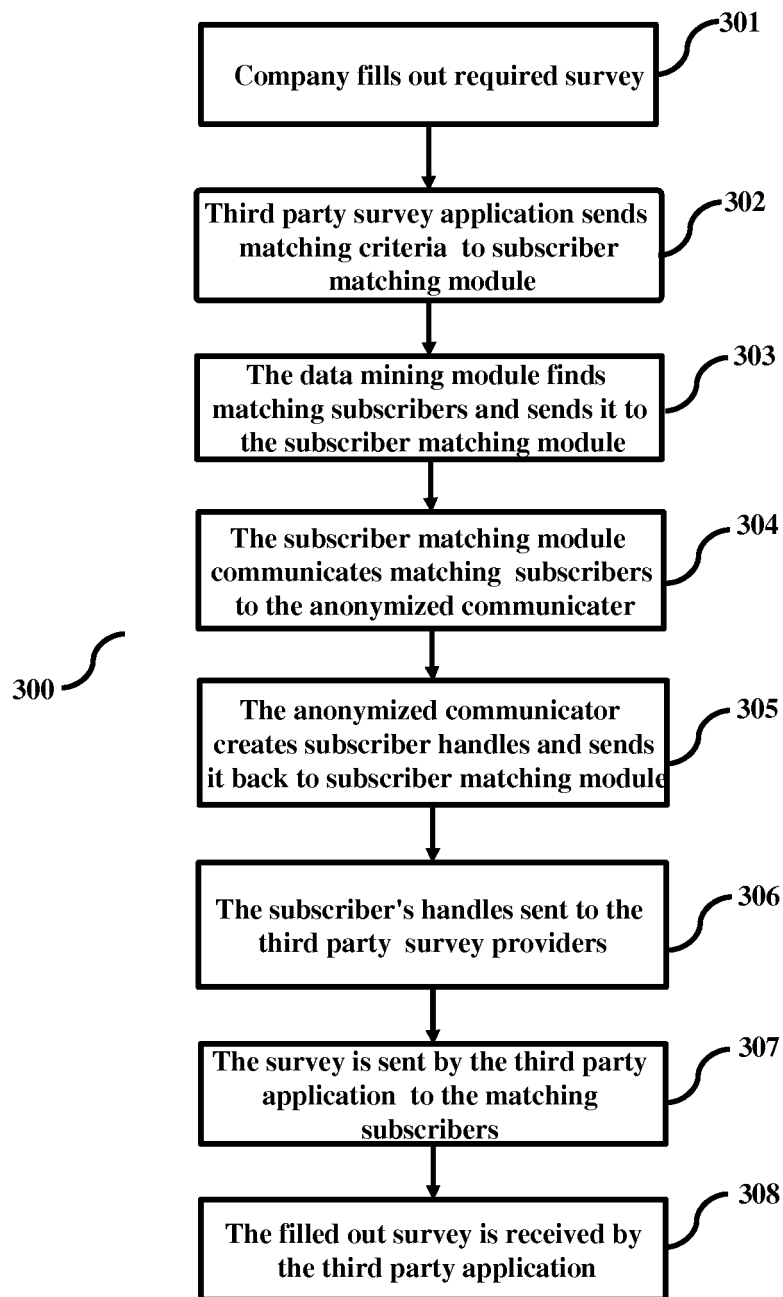 301
Company fills out required survey
302
Third party survey application sends
matching criteria to subscriber
matching module
303
The data mining module finds
matching subscribers and sends it to
the subscriber matching module
304
The subscriber matching module
communicates matching subscribers
to the anonymized communicater
300
305
The anonymized communicator
creates subscriber handles and sends
it back to subscriber matching module
306
The subscriber's handles sent to the
third party survey providers
307
The survey is sent by the third party
application to the matching
subscribers
308
The filled out survey is received by
the third party application